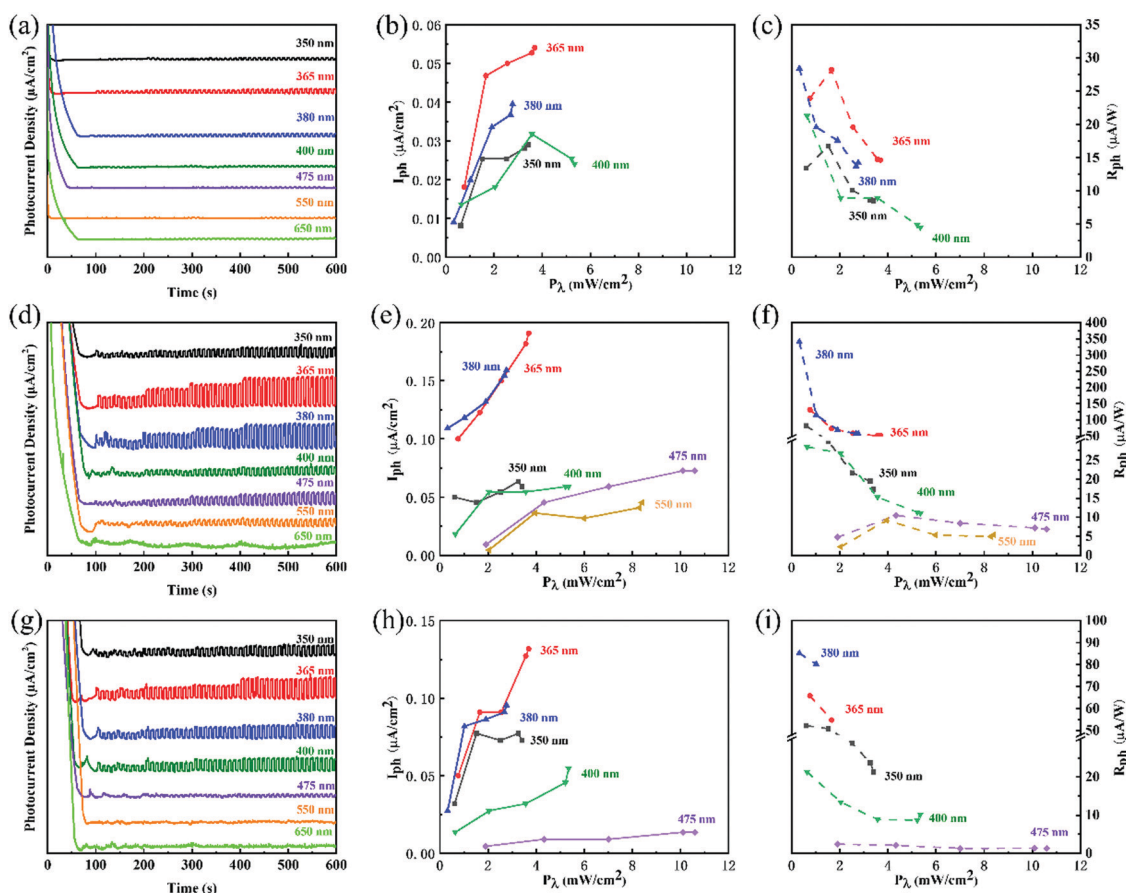 (a)
Photocurrent Density (μA/cm²)
350 nm
365 nm
380 nm
400 nm
475 nm
550 nm
650 nm
0 100 200 300 400 500 600
Time (s)
(b)
I_ph (μA/cm²)
0.06
0.05
0.04
0.03
0.02
0.01
0.00
365 nm
380 nm
350 nm
400 nm
0 2 4 6 8 10 12
P_λ (mW/cm²)
(c)
365 nm
380 nm
350 nm
400 nm
35
30
25
20
15
10
5
0
R_ph (μA/W)
0 2 4 6 8 10 12
P_λ (mW/cm²)
(d)
Photocurrent Density (μA/cm²)
350 nm
365 nm
380 nm
400 nm
475 nm
550 nm
650 nm
0 100 200 300 400 500 600
Time (s)
(e)
I_ph (μA/cm²)
0.20
0.15
0.10
0.05
0.00
380 nm
365 nm
475 nm
350 nm
400 nm
550 nm
0 2 4 6 8 10 12
P_λ (mW/cm²)
(f)
380 nm
365 nm
350 nm
400 nm
475 nm
550 nm
400
350
300
250
200
150
100
50
25
20
15
10
5
0
R_ph (μA/W)
0 2 4 6 8 10 12
P_λ (mW/cm²)
(g)
Photocurrent Density (μA/cm²)
350 nm
365 nm
380 nm
400 nm
475 nm
550 nm
650 nm
0 100 200 300 400 500 600
Time (s)
(h)
I_ph (μA/cm²)
0.15
0.10
0.05
0.00
365 nm
380 nm
350 nm
400 nm
475 nm
0 2 4 6 8 10 12
P_λ (mW/cm²)
(i)
380 nm
365 nm
350 nm
400 nm
475 nm
100
90
80
70
60
50
20
10
0
R_ph (μA/W)
0 2 4 6 8 10 12
P_λ (mW/cm²)